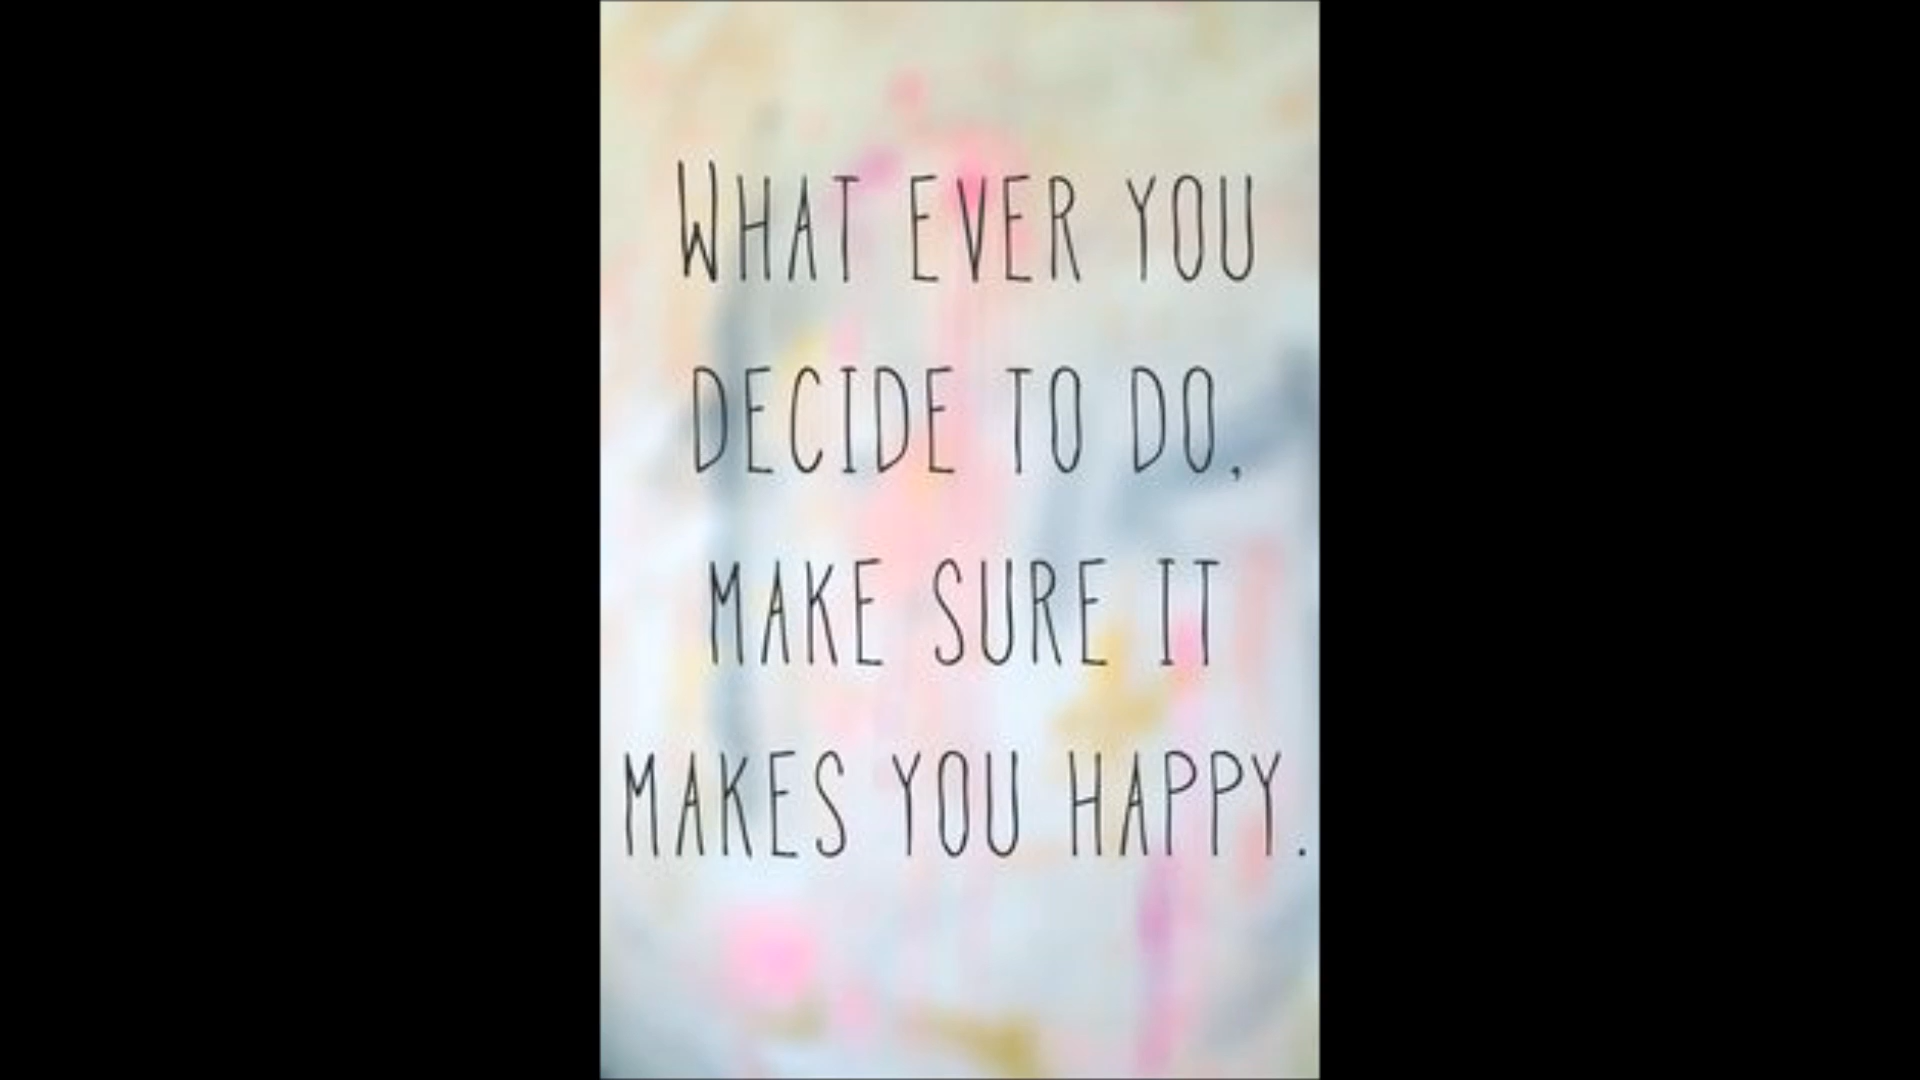 WHAT EVER YOU
DECIDE TO DO,
MAKE SURE IT
MAKES YOU HAPPY.